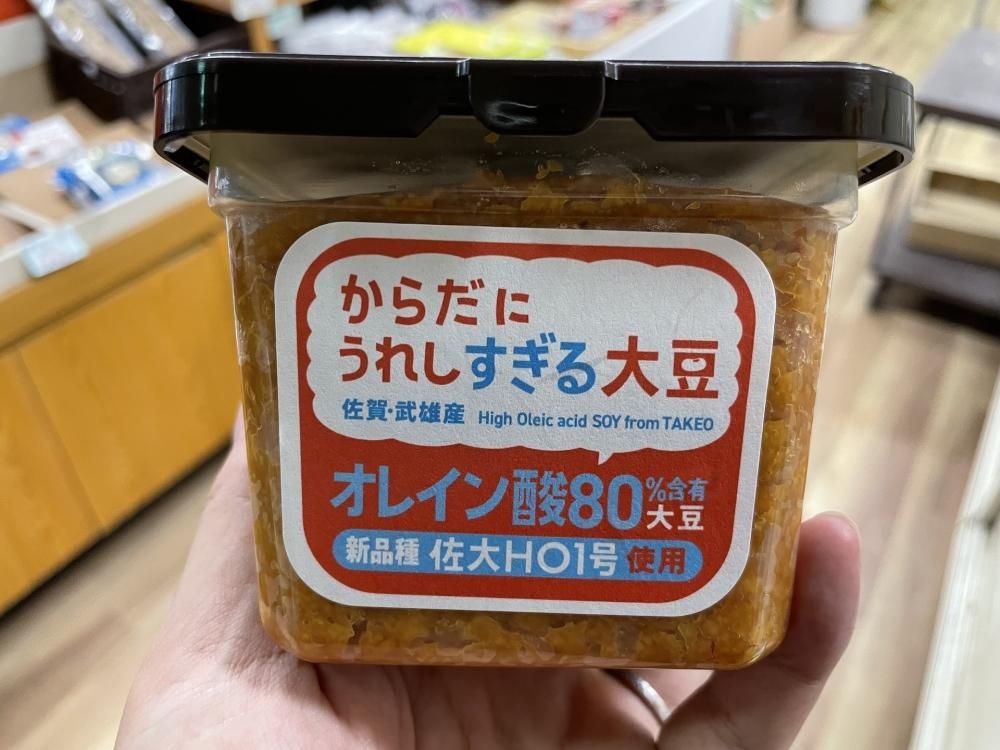 からだに
うれしすぎる大豆
佐賀・武雄産 High Oleic acid SOY from TAKEO
オレイン酸80%含有大豆
新品種 佐大HO1号 使用